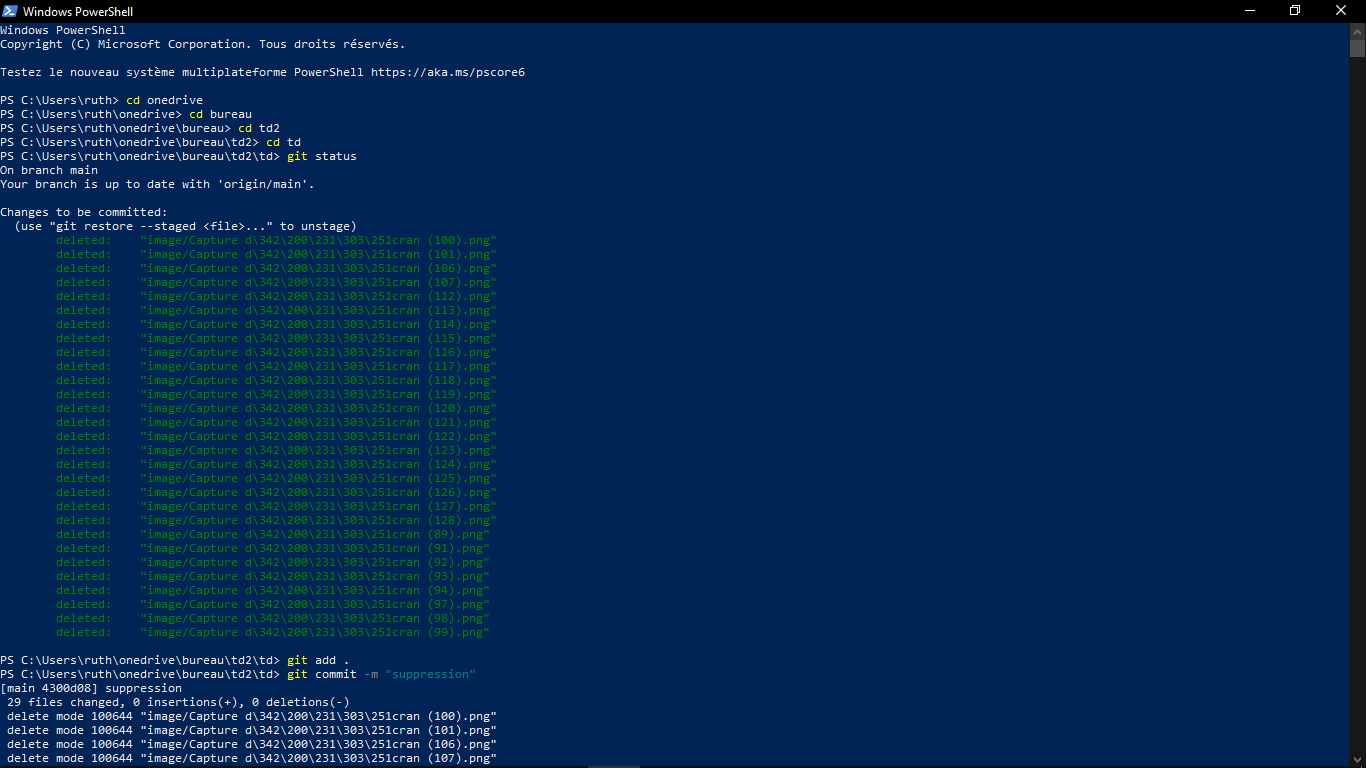 Windows PowerShell
Windows PowerShell
Copyright (C) Microsoft Corporation. Tous droits réservés.
Testez le nouveau système multiplateforme PowerShell https://aka.ms/pscore6
PS C:\Users\ruth> cd onedrive
PS C:\Users\ruth\onedrive> cd bureau
PS C:\Users\ruth\onedrive\bureau> cd td2
PS C:\Users\ruth\onedrive\bureau\td2> cd td
PS C:\Users\ruth\onedrive\bureau\td2\td> git status
On branch main
Your branch is up to date with 'origin/main'.
Changes to be committed:
  (use "git restore --staged <file>..." to unstage)
        deleted:    "image/Capture d\342\200\231\303\251cran (100).png"
        deleted:    "image/Capture d\342\200\231\303\251cran (101).png"
        deleted:    "image/Capture d\342\200\231\303\251cran (106).png"
        deleted:    "image/Capture d\342\200\231\303\251cran (107).png"
        deleted:    "image/Capture d\342\200\231\303\251cran (112).png"
        deleted:    "image/Capture d\342\200\231\303\251cran (113).png"
        deleted:    "image/Capture d\342\200\231\303\251cran (114).png"
        deleted:    "image/Capture d\342\200\231\303\251cran (115).png"
        deleted:    "image/Capture d\342\200\231\303\251cran (116).png"
        deleted:    "image/Capture d\342\200\231\303\251cran (117).png"
        deleted:    "image/Capture d\342\200\231\303\251cran (118).png"
        deleted:    "image/Capture d\342\200\231\303\251cran (119).png"
        deleted:    "image/Capture d\342\200\231\303\251cran (120).png"
        deleted:    "image/Capture d\342\200\231\303\251cran (121).png"
        deleted:    "image/Capture d\342\200\231\303\251cran (122).png"
        deleted:    "image/Capture d\342\200\231\303\251cran (123).png"
        deleted:    "image/Capture d\342\200\231\303\251cran (124).png"
        deleted:    "image/Capture d\342\200\231\303\251cran (125).png"
        deleted:    "image/Capture d\342\200\231\303\251cran (126).png"
        deleted:    "image/Capture d\342\200\231\303\251cran (127).png"
        deleted:    "image/Capture d\342\200\231\303\251cran (128).png"
        deleted:    "image/Capture d\342\200\231\303\251cran (89).png"
        deleted:    "image/Capture d\342\200\231\303\251cran (91).png"
        deleted:    "image/Capture d\342\200\231\303\251cran (92).png"
        deleted:    "image/Capture d\342\200\231\303\251cran (93).png"
        deleted:    "image/Capture d\342\200\231\303\251cran (94).png"
        deleted:    "image/Capture d\342\200\231\303\251cran (97).png"
        deleted:    "image/Capture d\342\200\231\303\251cran (98).png"
        deleted:    "image/Capture d\342\200\231\303\251cran (99).png"
PS C:\Users\ruth\onedrive\bureau\td2\td> git add .
PS C:\Users\ruth\onedrive\bureau\td2\td> git commit -m "suppression"
[main 4300d08] suppression
 29 files changed, 0 insertions(+), 0 deletions(-)
 delete mode 100644 "image/Capture d\342\200\231\303\251cran (100).png"
 delete mode 100644 "image/Capture d\342\200\231\303\251cran (101).png"
 delete mode 100644 "image/Capture d\342\200\231\303\251cran (106).png"
 delete mode 100644 "image/Capture d\342\200\231\303\251cran (107).png"